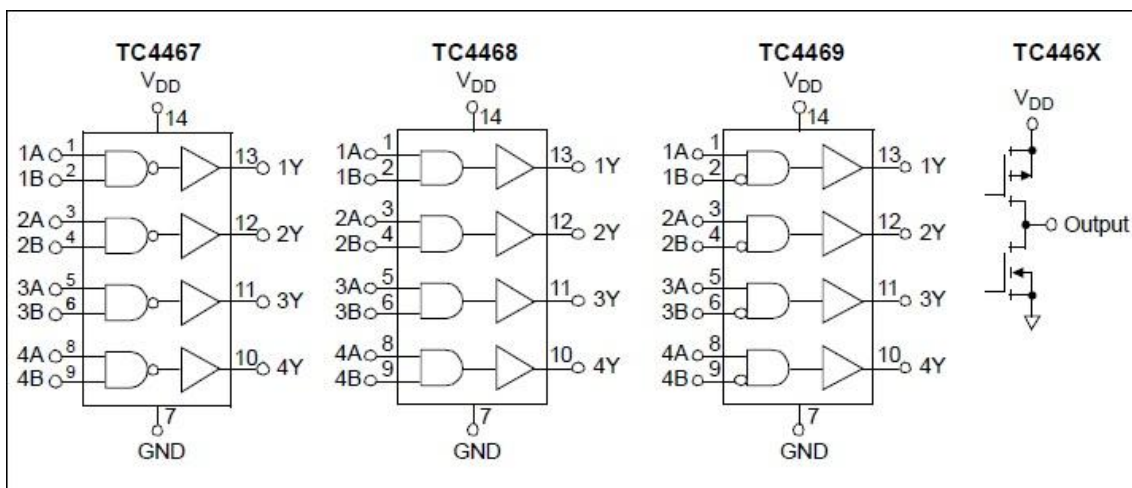 TC4467
VDD
14
1A 1
1B 2
13 1Y
2A 3
2B 4
12 2Y
3A 5
3B 6
11 3Y
4A 8
4B 9
10 4Y
7
GND
TC4468
VDD
14
1A 1
1B 2
13 1Y
2A 3
2B 4
12 2Y
3A 5
3B 6
11 3Y
4A 8
4B 9
10 4Y
7
GND
TC4469
VDD
14
1A 1
1B 2
13 1Y
2A 3
2B 4
12 2Y
3A 5
3B 6
11 3Y
4A 8
4B 9
10 4Y
7
GND
TC446X
VDD
Output